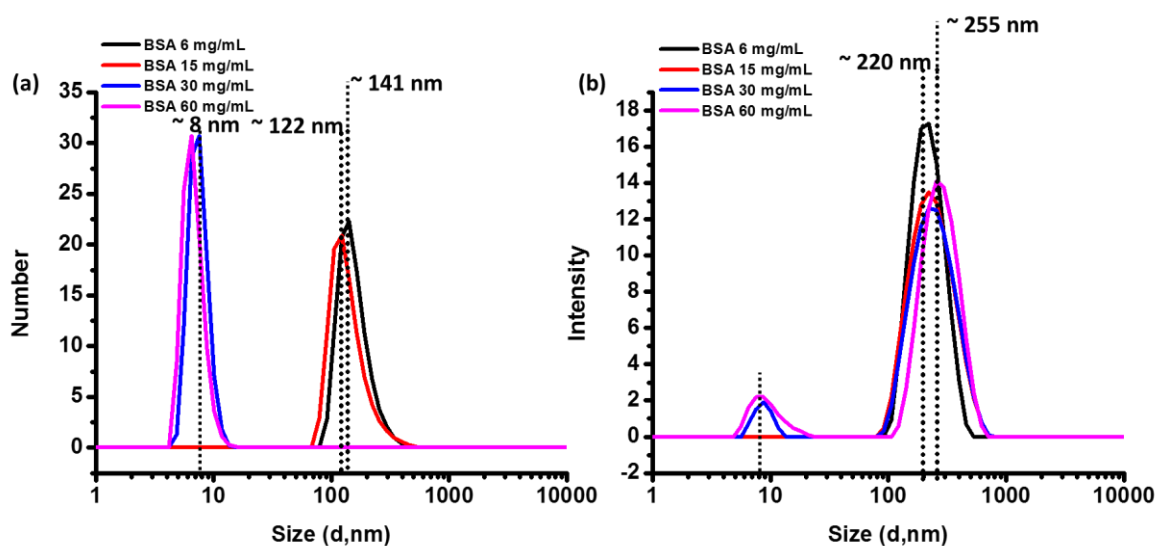 BSA 6 mg/mL
BSA 15 mg/mL
BSA 30 mg/mL
BSA 60 mg/mL
(a)
~ 141 nm
~ 8 nm
~ 122 nm
35
30
25
20
15
10
5
0
Number
1
10
100
1000
10000
Size (d,nm)
~ 255 nm
BSA 6 mg/mL
BSA 15 mg/mL
BSA 30 mg/mL
BSA 60 mg/mL
~ 220 nm
(b)
18
16
14
12
10
8
6
4
2
0
-2
Intensity
1
10
100
1000
10000
Size (d,nm)